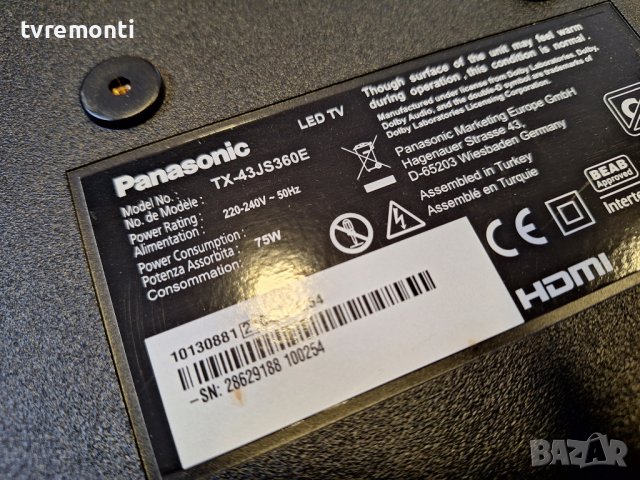 tvremonti
Panasonic
LED TV
Model No.:
No. de Modèle:
TX-43JS360E
Power Rating :
Alimentation :
220-240V ~ 50Hz
Power Consumption :
Potenza Assorbita :
Consommation :
75W
Though surface of the unit may feel warm
during operation , this condition is normal .
Manufactured under license from Dolby Laboratories. Dolby,
Dolby Audio, and the double-D symbol are trademarks of
Dolby Laboratories Licensing Corporation.
Panasonic Marketing Europe GmbH
Hagenauer Strasse 43,
D-65203 Wiesbaden Germany
Assembled in Turkey
Assemblé en Turquie
BEAB
Approved
CE
HDMI
10130881
SN: 28629188 100254
BAZAR.bg